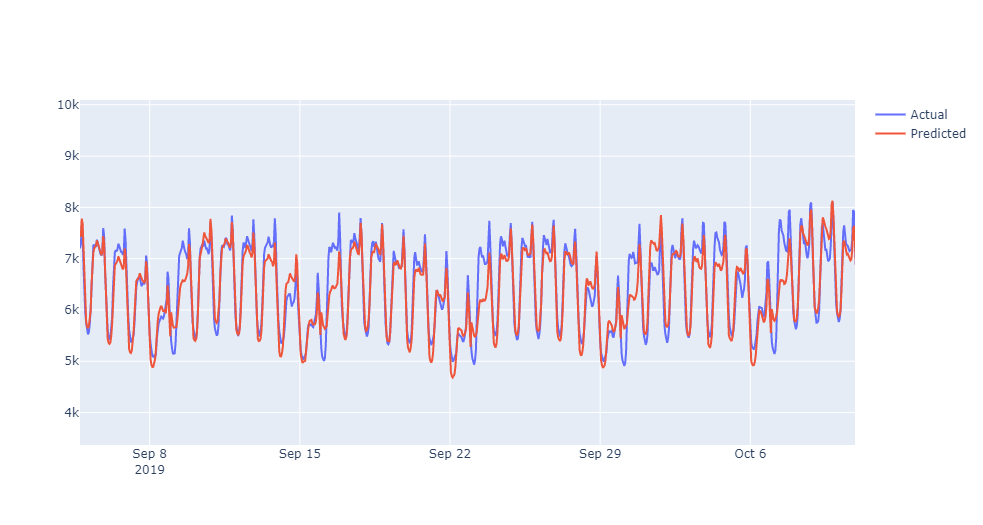 10k
9k
8k
7k
6k
5k
4k
Sep 8
2019
Sep 15
Sep 22
Sep 29
Oct 6
Actual
Predicted